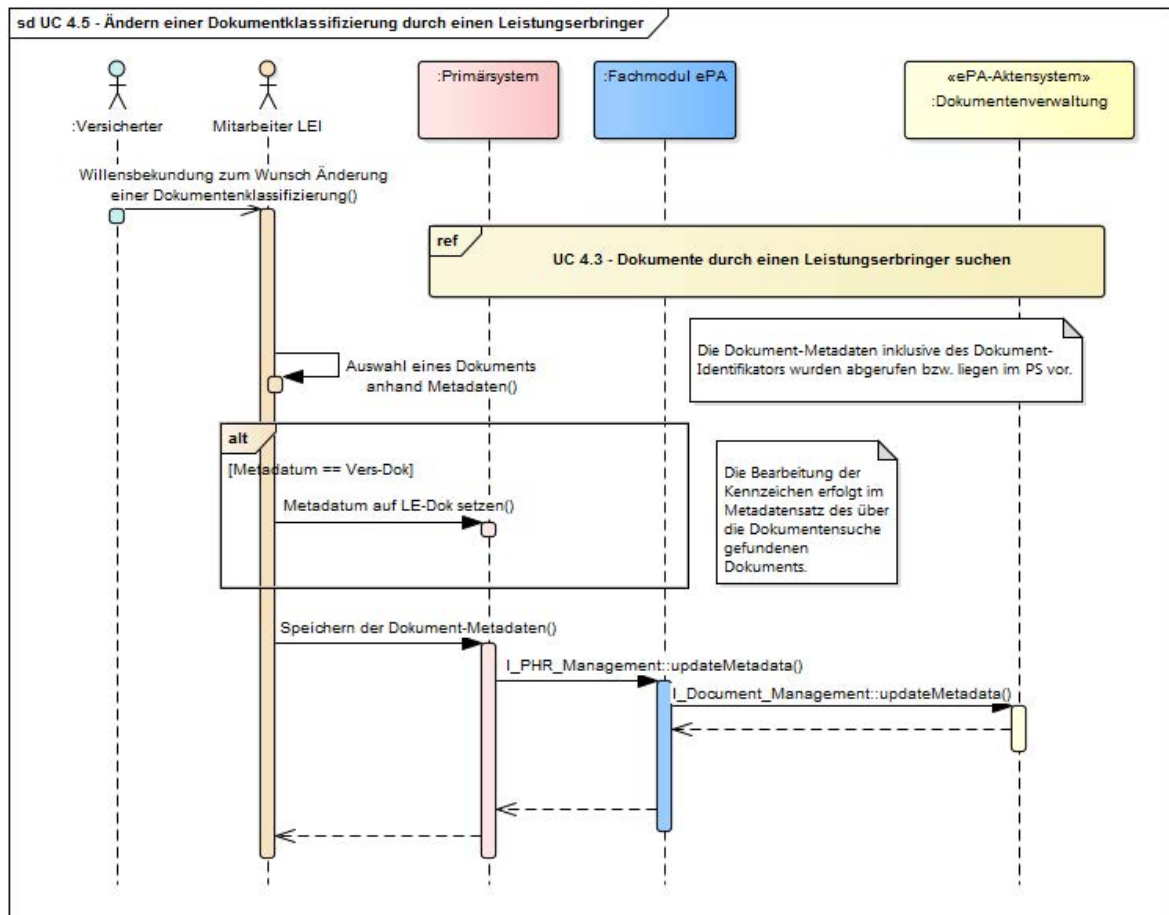 sd UC 4.5 - Ändern einer Dokumentklassifizierung durch einen Leistungserbringer
:Versicherter
Mitarbeiter LEI
:Primärsystem
:Fachmodul ePA
«ePA-Aktensystem»
:Dokumentenverwaltung
Willensbekundung zum Wunsch Änderung
einer Dokumentenklassifizierung()
ref
UC 4.3 - Dokumente durch einen Leistungserbringer suchen
Die Dokument-Metadaten inklusive des Dokument-
Identifikators wurden abgerufen bzw. liegen im PS vor.
Auswahl eines Dokuments
anhand Metadaten()
alt
[Metadatum == Vers-Dok]
Metadatum auf LE-Dok setzen()
Die Bearbeitung der
Kennzeichen erfolgt im
Metadatensatz des über
die Dokumentensuche
gefundenen
Dokuments.
Speichern der Dokument-Metadaten()
I_PHR_Management::updateMetadata()
I_Document_Management::updateMetadata()